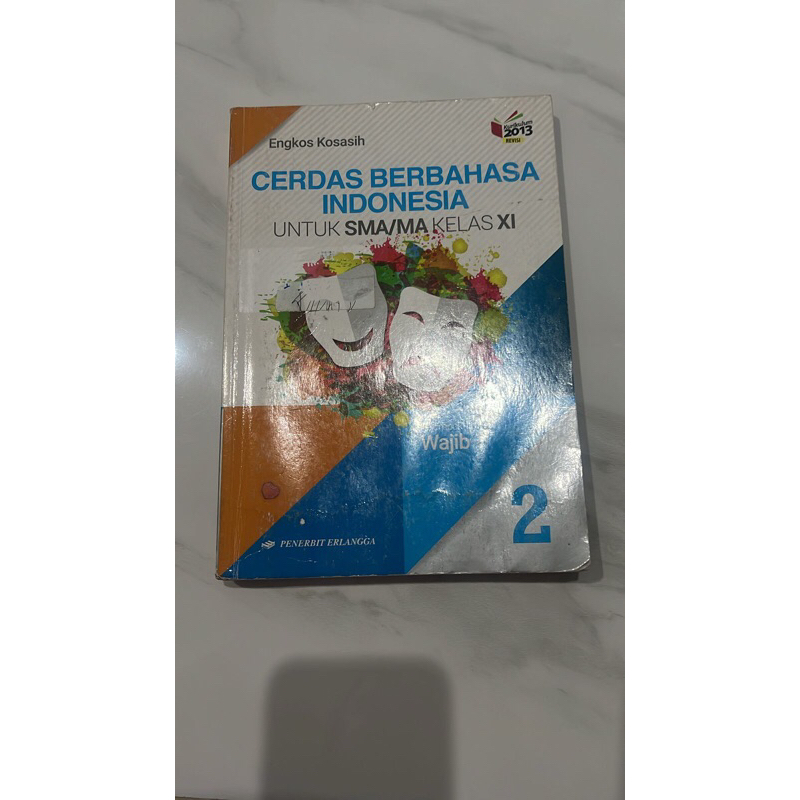 Engkos Kosasih
Kurikulum
2013
REVISI
CERDAS BERBAHASA
INDONESIA
UNTUK SMA/MA KELAS XI
Wajib
2
PENERBIT ERLANGGA